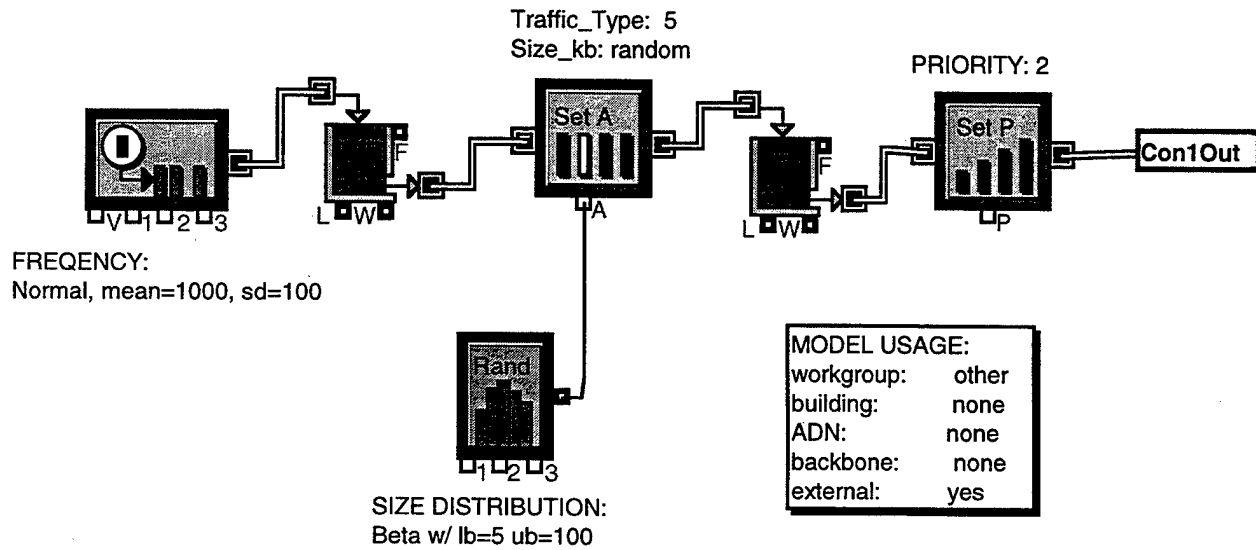 Traffic_Type: 5
Size_kb: random
PRIORITY: 2
Set A
Set P
F
F
Con1Out
V 1 2 3
L W
A
L W
P
FREQENCY:
Normal, mean=1000, sd=100
Rand
1 2 3
SIZE DISTRIBUTION:
Beta w/ lb=5 ub=100
MODEL USAGE:
workgroup: other
building: none
ADN: none
backbone: none
external: yes